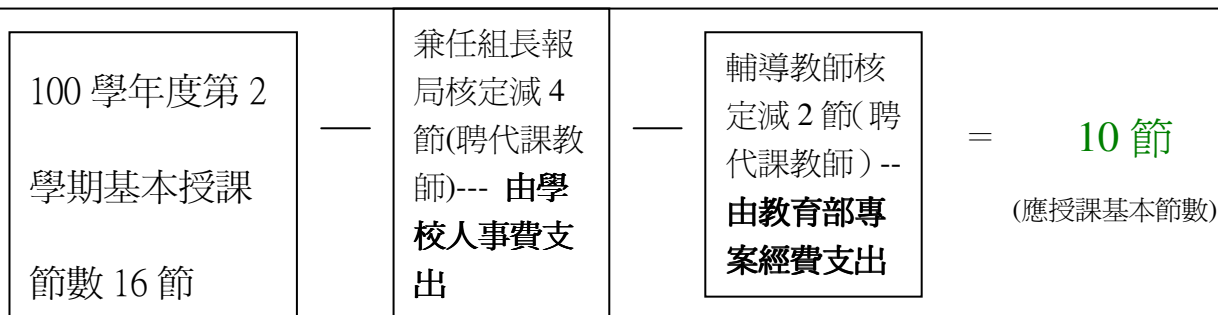 100 學年度第 2
學期基本授課
節數 16 節
—
兼任組長報
局核定減 4
節(聘代課教
師)--- 由學
校人事費支
出
—
輔導教師核
定減 2 節( 聘
代課教師 ) --
由教育部專
案經費支出
=
10 節
(應授課基本節數)